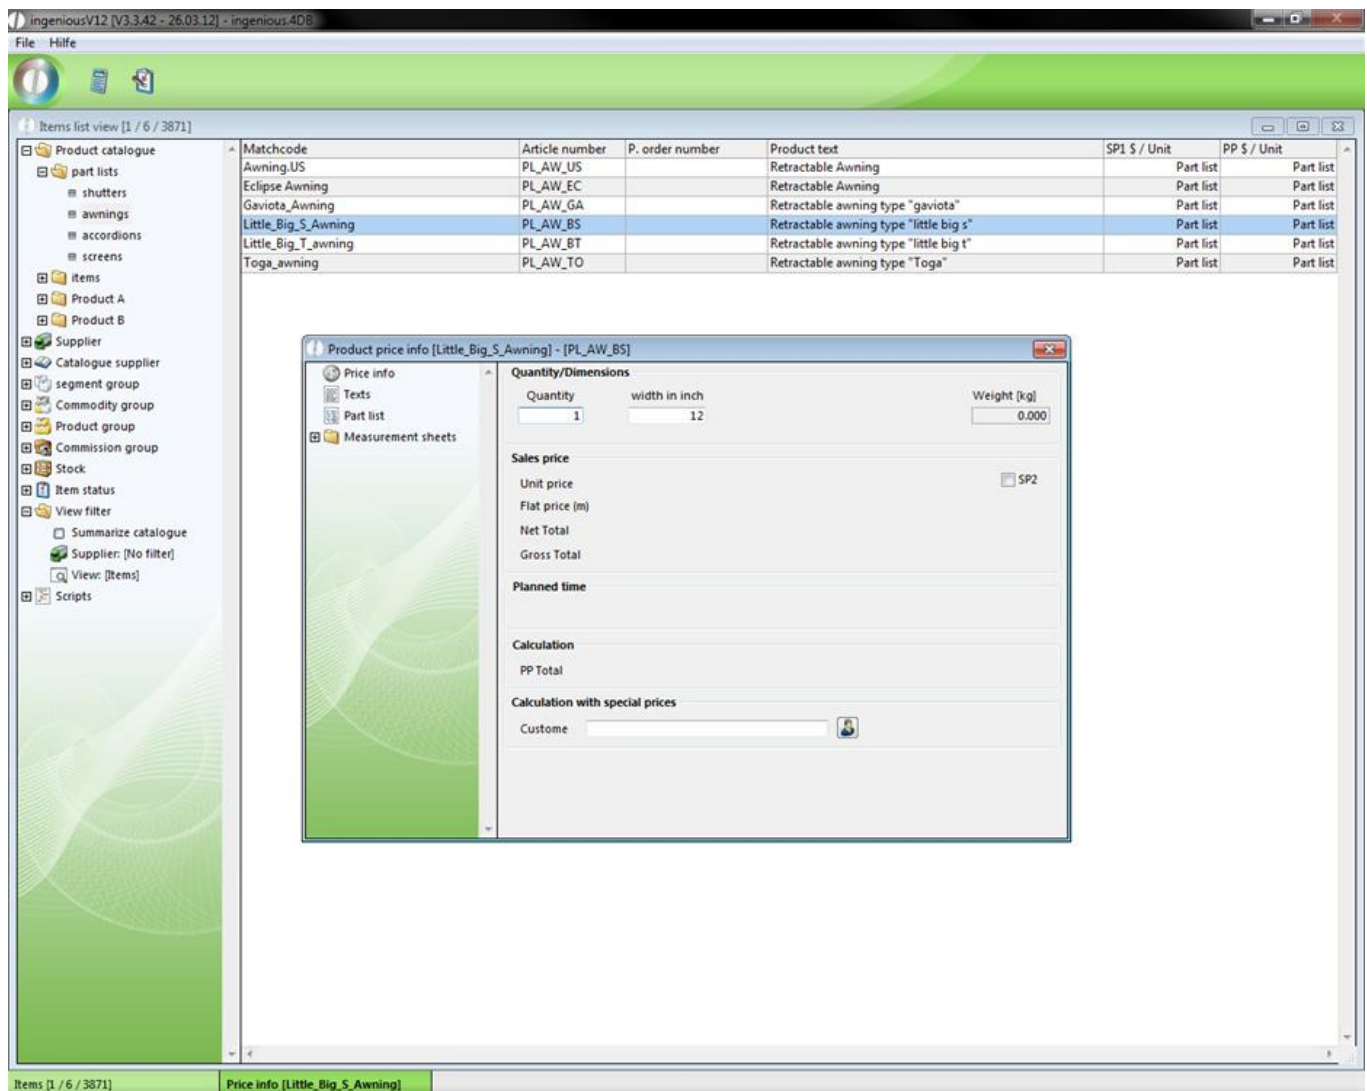 ingeniousV12 [V3.3.42 - 26.03.12] - ingenious.4DB
File Hilfe
Items list view [1 / 6 / 3871]
Product catalogue
part lists
shutters
awnings
accordions
screens
items
Product A
Product B
Supplier
Catalogue supplier
segment group
Commodity group
Product group
Commission group
Stock
Item status
View filter
Summarize catalogue
Supplier: [No filter]
View: [Items]
Scripts
Matchcode Article number P. order number Product text SP1 $ / Unit PP $ / Unit
Awning.US PL_AW_US Retractable Awning Part list Part list
Eclipse Awning PL_AW_EC Retractable Awning Part list Part list
Gaviota_Awning PL_AW_GA Retractable awning type "gaviota" Part list Part list
Little_Big_S_Awning PL_AW_BS Retractable awning type "little big s" Part list Part list
Little_Big_T_awning PL_AW_BT Retractable awning type "little big t" Part list Part list
Toga_awning PL_AW_TO Retractable awning type "Toga" Part list Part list
Product price info [Little_Big_S_Awning] - [PL_AW_BS]
Price info
Texts
Part list
Measurement sheets
Quantity/Dimensions
Quantity width in inch Weight [kg]
1 12 0.000
Sales price
Unit price SP2
Flat price (m)
Net Total
Gross Total
Planned time
Calculation
PP Total
Calculation with special prices
Custome
Items [1 / 6 / 3871] Price info [Little_Big_S_Awning]